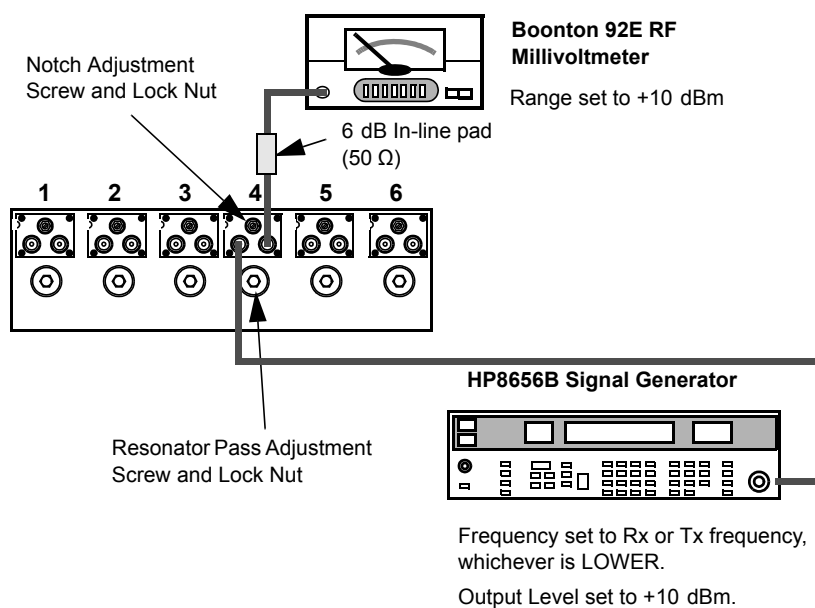 Boonton 92E RF
Millivoltmeter
Range set to +10 dBm
Notch Adjustment
Screw and Lock Nut
6 dB In-line pad
(50 Ω)
1 2 3 4 5 6
HP8656B Signal Generator
Resonator Pass Adjustment
Screw and Lock Nut
Frequency set to Rx or Tx frequency,
whichever is LOWER.
Output Level set to +10 dBm.